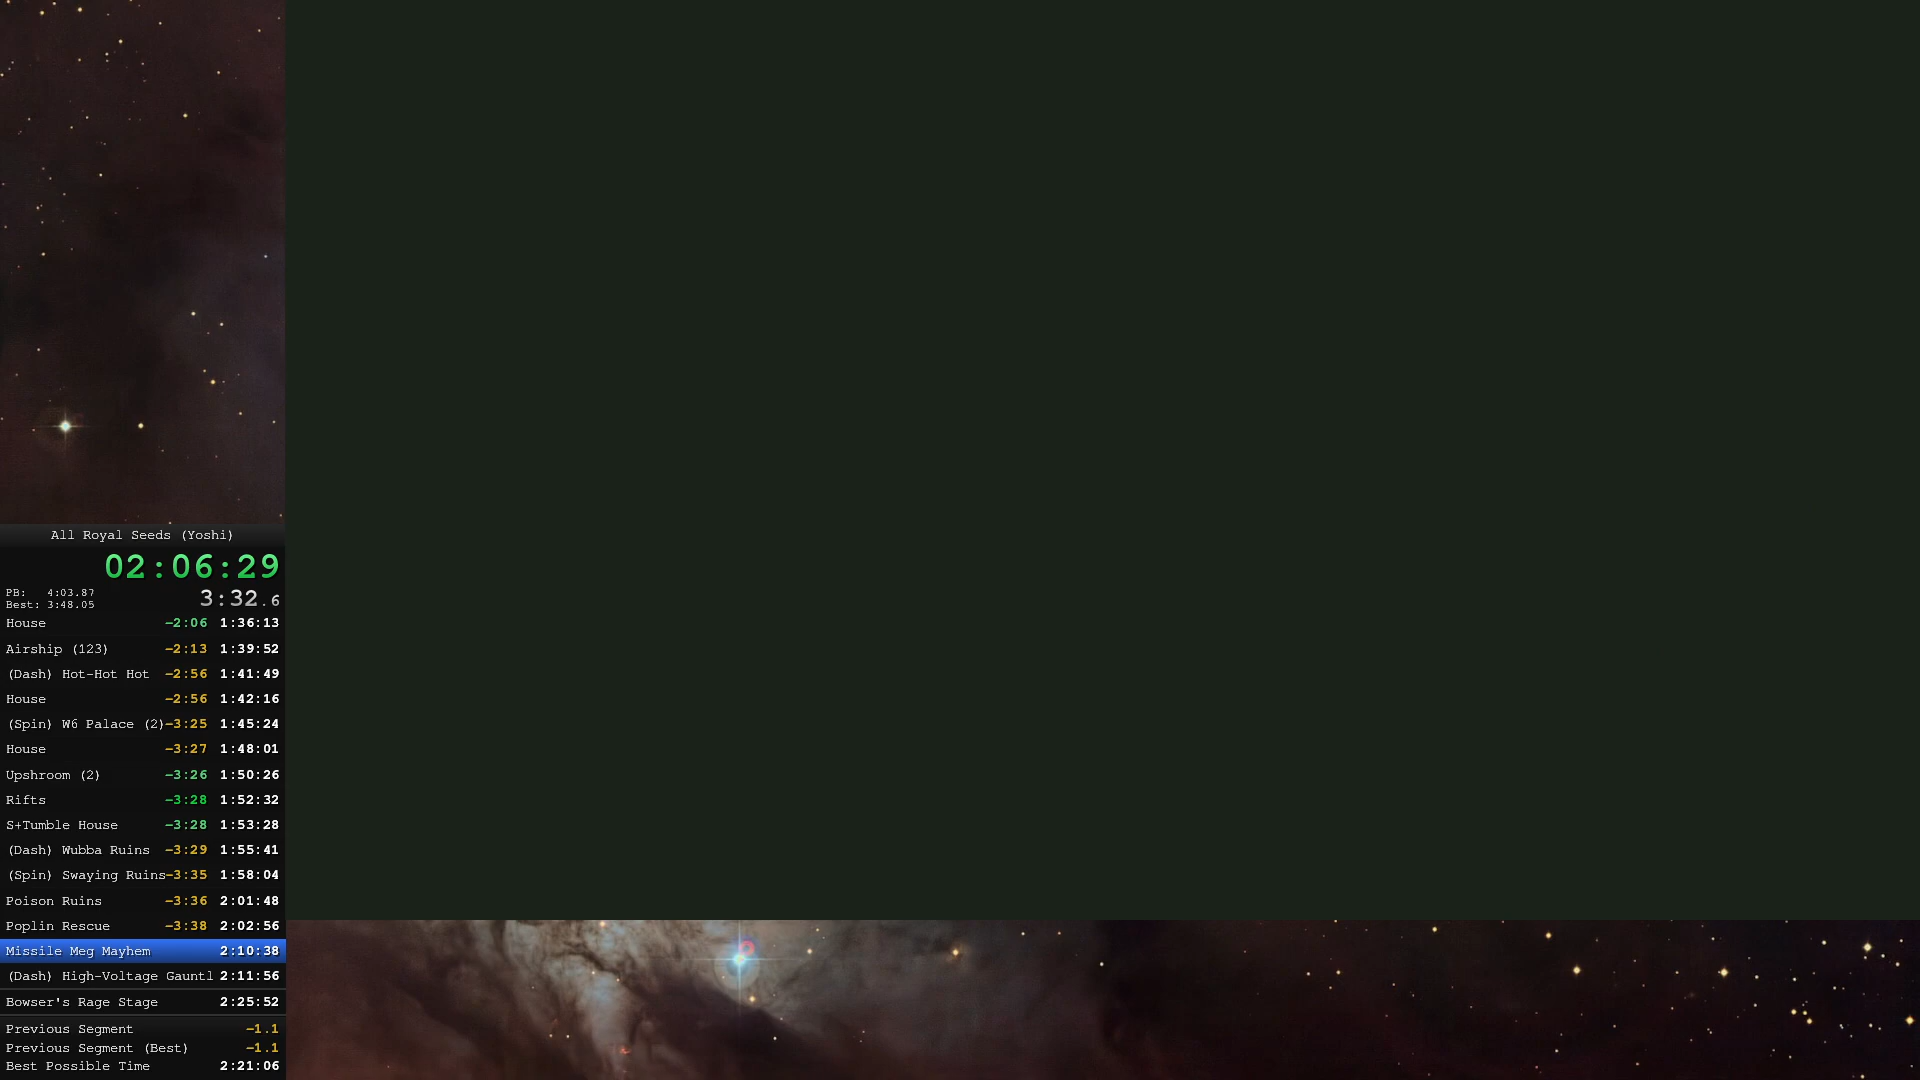 All Royal Seeds (Yoshi)
02:06:29
PB: 4:03.87
3:32.6
Best: 3:48.05
House -2:06 1:36:13
Airship (123) -2:13 1:39:52
(Dash) Hot-Hot Hot -2:56 1:41:49
House -2:56 1:42:16
(Spin) W6 Palace (2) -3:25 1:45:24
House -3:27 1:48:01
Upshroom (2) -3:26 1:50:26
Rifts -3:28 1:52:32
S+Tumble House -3:28 1:53:28
(Dash) Wubba Ruins -3:29 1:55:41
(Spin) Swaying Ruins -3:35 1:58:04
Poison Ruins -3:36 2:01:48
Poplin Rescue -3:38 2:02:56
Missile Meg Mayhem 2:10:38
(Dash) High-Voltage Gauntl 2:11:56
Bowser's Rage Stage 2:25:52
Previous Segment -1.1
Previous Segment (Best) -1.1
Best Possible Time 2:21:06